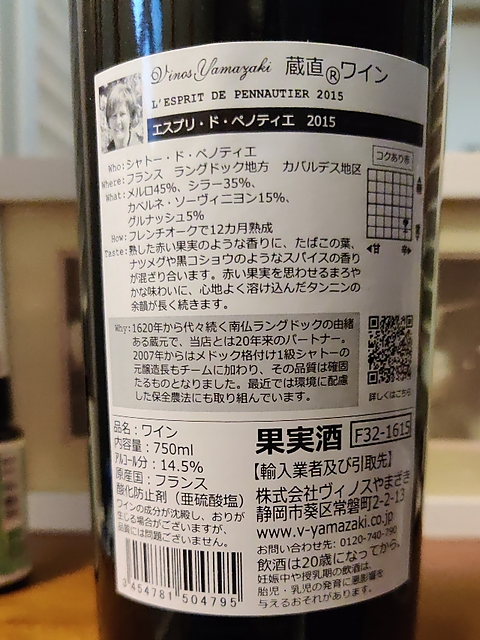 Vinos Yamazaki 蔵直®ワイン
L'ESPRIT DE PENNAUTIER 2015
エスプリ・ド・ペノティエ 2015
Who:シャトー・ド・ペノティエ
Where:フランス ラングドック地方 カバルデス地区
What:メルロ45%、シラー35%、
カベルネ・ソーヴィニヨン15%、
グルナッシュ5%
How:フレンチオークで12カ月熟成
Taste:熟した赤い果実のような香りに、たばこの葉、
ナツメグや黒コショウのようなスパイスの香り
が混ざり合います。赤い果実を思わせるまろや
かな味わいに、心地よく溶け込んだタンニンの
余韻が長く続きます。
コクあり赤
◀甘 辛▶
Why:1620年から代々続く南仏ラングドックの由緒
ある蔵元で、当店とは20年来のパートナー。
2007年からはメドック格付け1級シャトーの
元醸造長もチームに加わり、その品質は確固
たるものとなりました。最近では環境に配慮
した保全農法にも取り組んでいます。
詳しくはこちら
品名:ワイン
内容量:750ml
アルコール分:14.5%
原産国:フランス
酸化防止剤(亜硫酸塩)
ワインの成分が沈殿し、おりが
生じる場合がございますが、
品質には問題ございません。
3 454781 504795
果実酒 F32-1615
【輸入業者及び引取先】
株式会社ヴィノスやまざき
静岡市葵区常磐町2-2-13
www.v-yamazaki.co.jp
お問い合わせ先:0120-740-790
飲酒は20歳になってから。
妊娠中や授乳期の飲酒は、
胎児・乳児の発育に悪影響を
与えるおそれがあります。